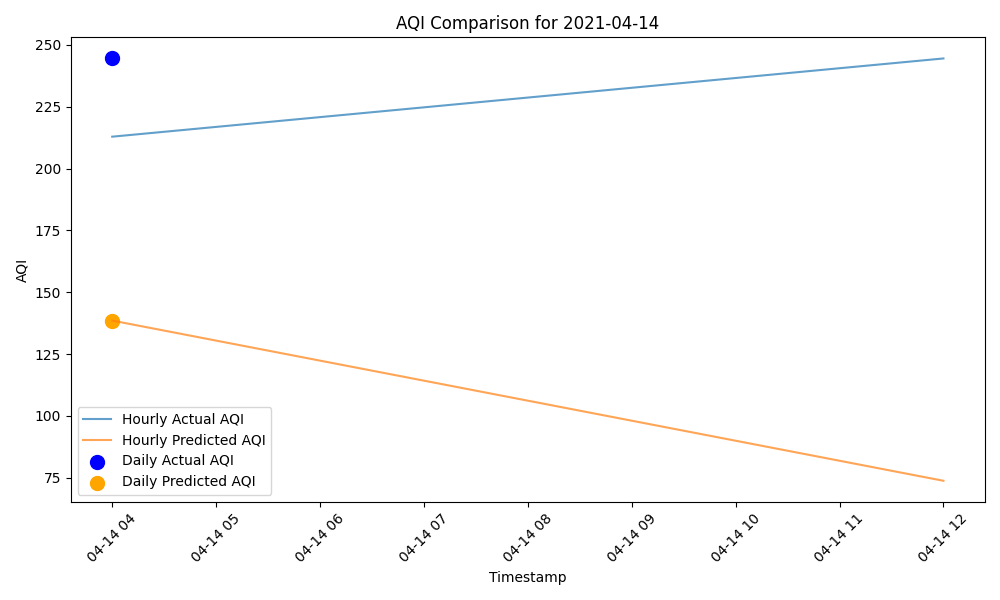 AQI Comparison for 2021-04-14
AQI
250
225
200
175
150
125
100
75
Hourly Actual AQI
Hourly Predicted AQI
Daily Actual AQI
Daily Predicted AQI
04-14 04
04-14 05
04-14 06
04-14 07
04-14 08
04-14 09
04-14 10
04-14 11
04-14 12
Timestamp